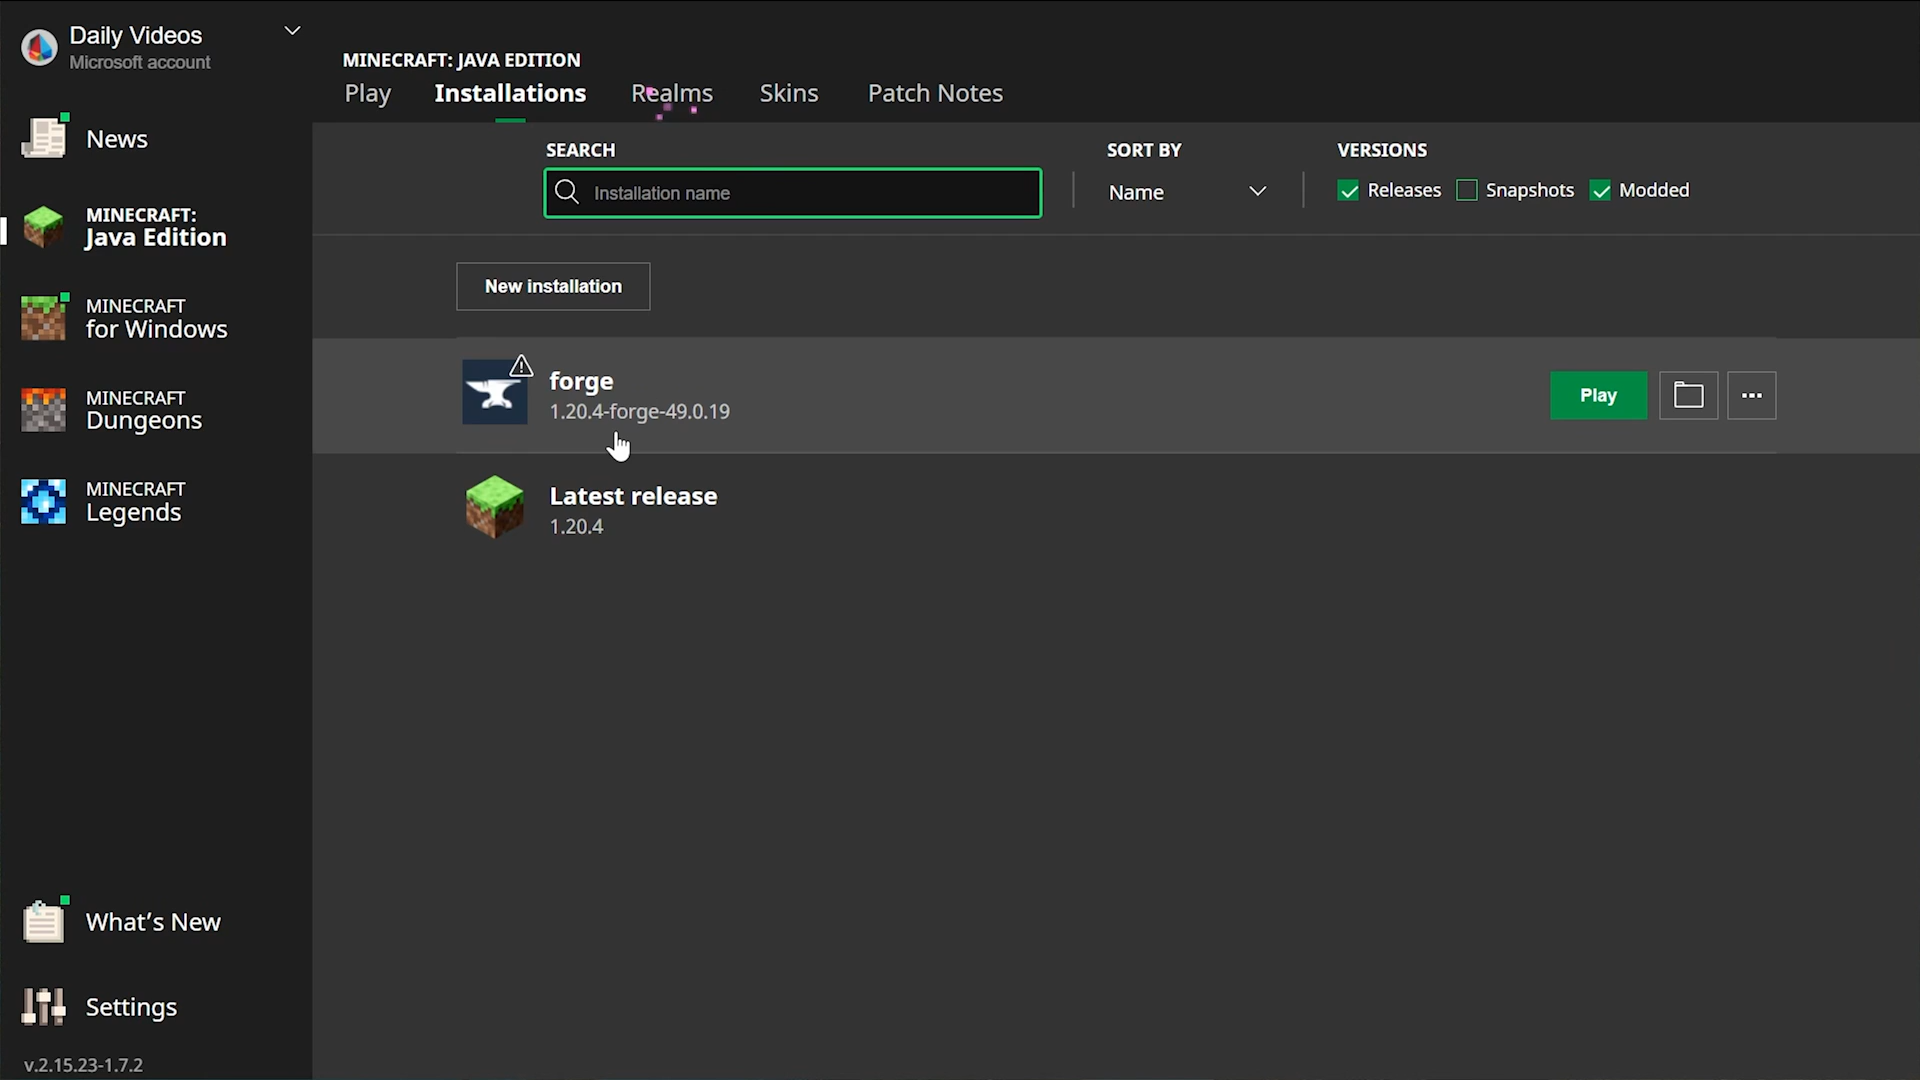 Daily Videos
Microsoft account
News
MINECRAFT:
Java Edition
MINECRAFT
for Windows
MINECRAFT
Dungeons
MINECRAFT
Legends
What's New
Settings
v.2.15.23-1.7.2
MINECRAFT: JAVA EDITION
Play Installations Realms Skins Patch Notes
SEARCH SORT BY VERSIONS
Installation name Name Releases Snapshots Modded
New installation
forge
1.20.4-forge-49.0.19
Play
Latest release
1.20.4